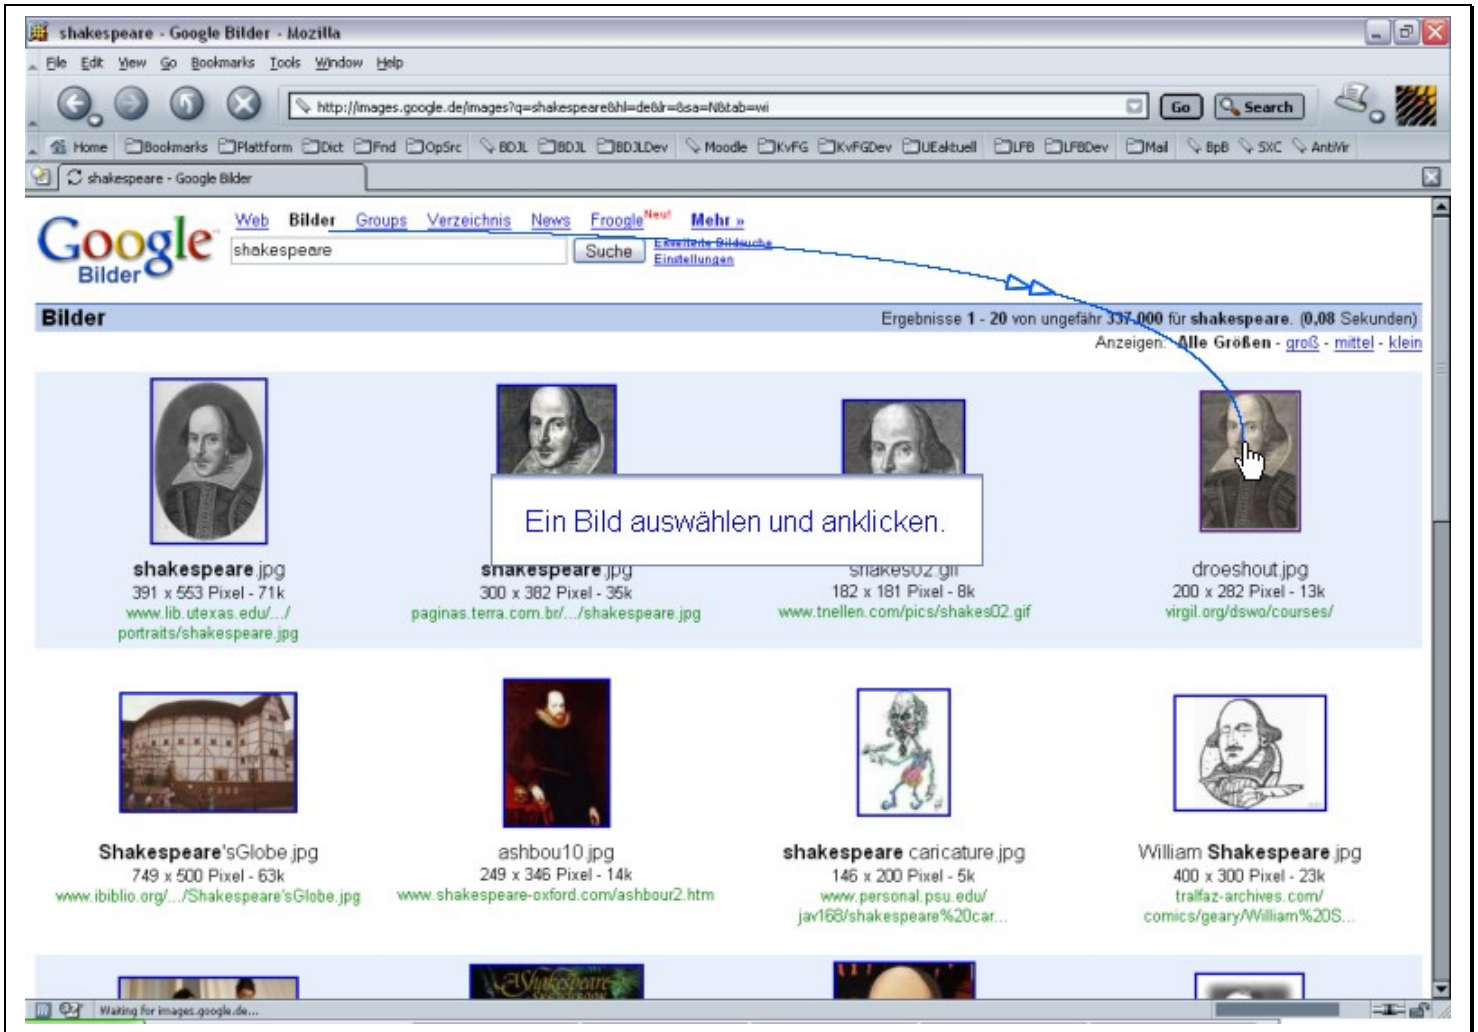 shakespeare - Google Bilder - Mozilla
File Edit View Go Bookmarks Tools Window Help
http://images.google.de/images?q=shakespeare&hl=de&lr=&sa=N&tab=wi Go Search
Home Bookmarks Plattform Dict Fnd OpSrc BDJL BDJL BDJLDev Moodle KvFG KvFGDev UEaktuell LFB LFBDev Mail BpB SXC AntiVir
shakespeare - Google Bilder
Google Bilder
Web Bilder Groups Verzeichnis News Froogle Neu! Mehr »
shakespeare Suche Erweiterte Bildsuche
Einstellungen
Bilder Ergebnisse 1 - 20 von ungefähr 337.000 für shakespeare. (0,08 Sekunden)
Anzeigen: Alle Größen - groß - mittel - klein
Ein Bild auswählen und anklicken.
shakespeare.jpg shakespeare.jpg shakes02.gif droeshout.jpg
391 x 553 Pixel - 71k 300 x 382 Pixel - 35k 182 x 181 Pixel - 8k 200 x 282 Pixel - 13k
www.lib.utexas.edu/.../ paginas.terra.com.br/.../shakespeare.jpg www.tnellen.com/pics/shakes02.gif virgil.org/dswo/courses/
portraits/shakespeare.jpg
Shakespeare'sGlobe.jpg ashbou10.jpg shakespeare caricature.jpg William Shakespeare.jpg
749 x 500 Pixel - 63k 249 x 346 Pixel - 14k 146 x 200 Pixel - 5k 400 x 300 Pixel - 23k
www.ibiblio.org/.../Shakespeare'sGlobe.jpg www.shakespeare-oxford.com/ashbour2.htm www.personal.psu.edu/ tralfaz-archives.com/
jav168/shakespeare%20car... comics/geary/William%20S...
Shakespeare
Waiting for images.google.de...